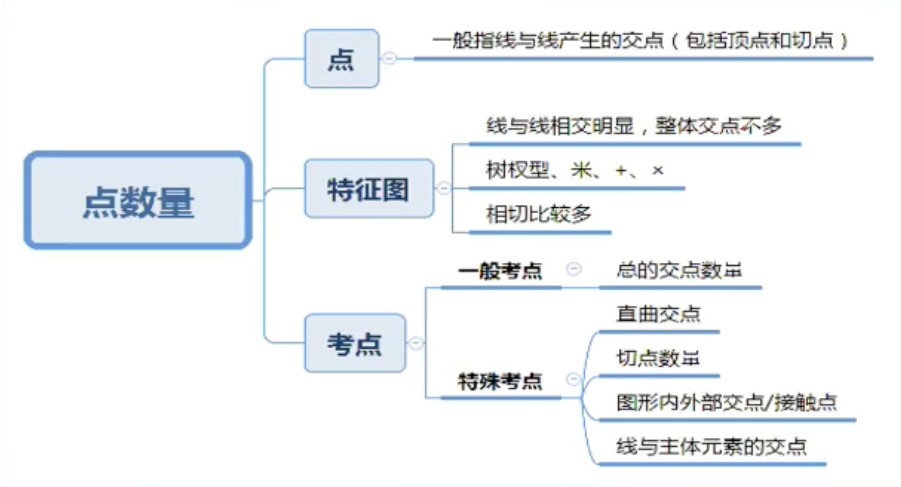 点数量
点
一般指线与线产生的交点（包括顶点和切点）
特征图
线与线相交明显，整体交点不多
树杈型、米、+、×
相切比较多
考点
一般考点
总的交点数量
特殊考点
直曲交点
切点数量
图形内外部交点/接触点
线与主体元素的交点